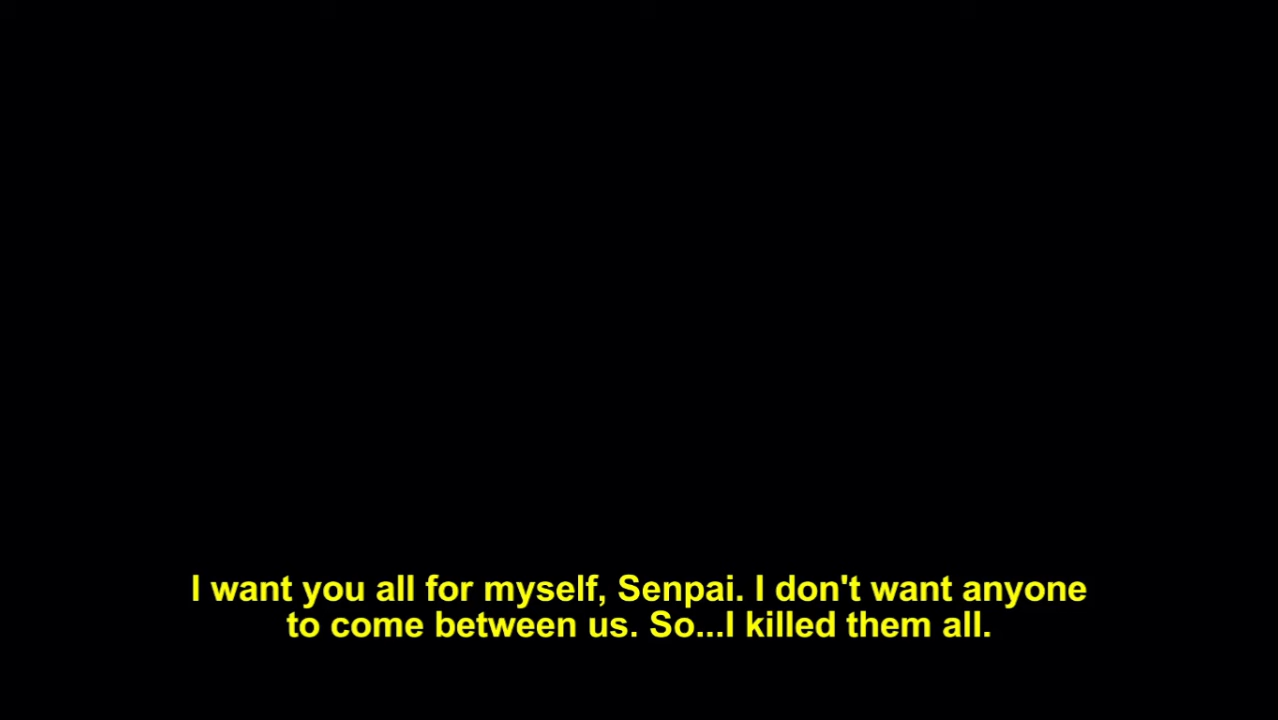 I want you all for myself, Senpai. I don't want anyone
to come between us. So...I killed them all.